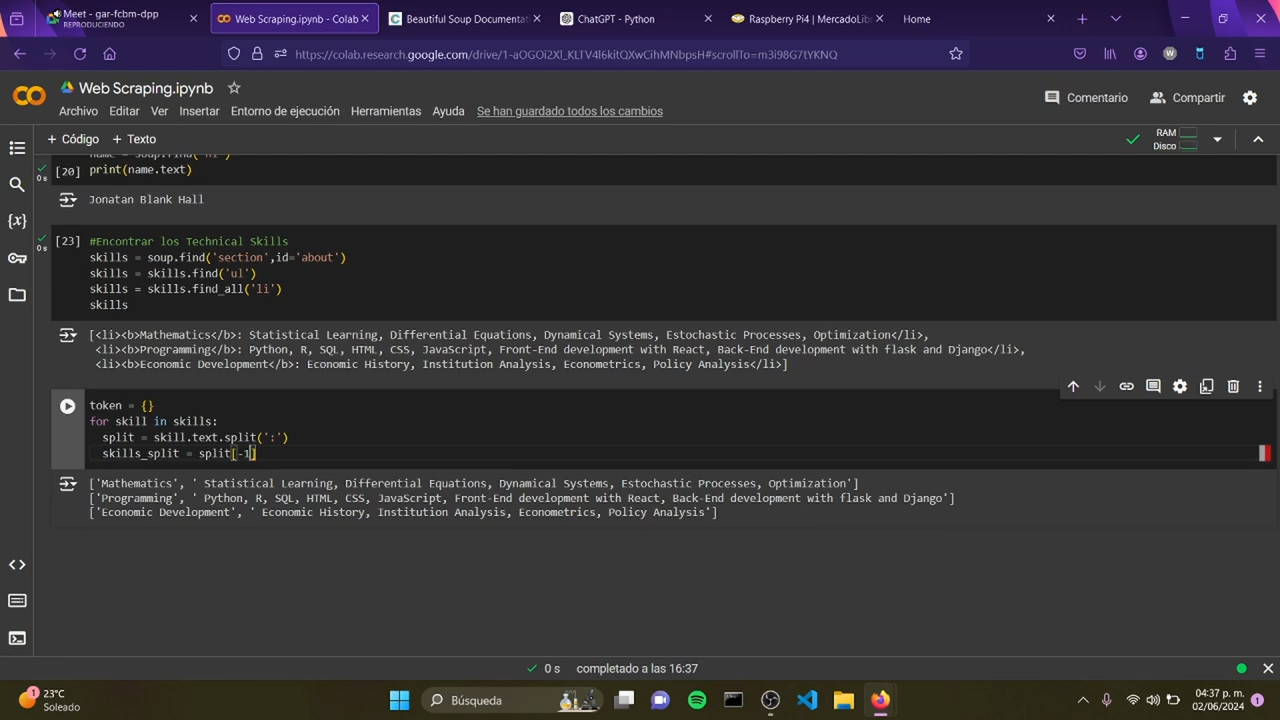 Meet - gar-fcbm-dpp
REPRODUCIENDO
Web Scraping.ipynb - Colab
Beautiful Soup Documentat
ChatGPT - Python
Raspberry Pi4 | MercadoLib
Home
https://colab.research.google.com/drive/1-aOGOi2XI_KLTV4l6kitQXwCihMNbpsH#scrollTo=m3i98G7tYKNQ
W
Web Scraping.ipynb
Archivo Editar Ver Insertar Entorno de ejecución Herramientas Ayuda Se han guardado todos los cambios
Comentario
Compartir
+ Código + Texto
RAM
Disco
0 s
[20]
print(name.text)
Jonatan Blank Hall
0 s
[23]
#Encontrar los Technical Skills
skills = soup.find('section',id='about')
skills = skills.find('ul')
skills = skills.find_all('li')
skills
[<li><b>Mathematics</b>: Statistical Learning, Differential Equations, Dynamical Systems, Estochastic Processes, Optimization</li>,
<li><b>Programming</b>: Python, R, SQL, HTML, CSS, JavaScript, Front-End development with React, Back-End development with flask and Django</li>,
<li><b>Economic Development</b>: Economic History, Institution Analysis, Econometrics, Policy Analysis</li>]
token = {}
for skill in skills:
split = skill.text.split(':')
skills_split = split[-1]
['Mathematics', ' Statistical Learning, Differential Equations, Dynamical Systems, Estochastic Processes, Optimization']
['Programming', ' Python, R, SQL, HTML, CSS, JavaScript, Front-End development with React, Back-End development with flask and Django']
['Economic Development', ' Economic History, Institution Analysis, Econometrics, Policy Analysis']
{x}
0 s completado a las 16:37
1
23°C
Soleado
Búsqueda
04:37 p. m.
02/06/2024
1